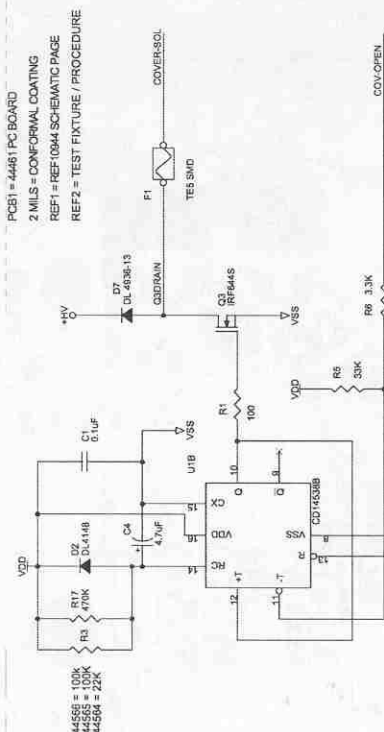 PCB1 = 44461 PC BOARD
2 MILS = CONFORMAL COATING
REF1 = REF10944 SCHEMATIC PAGE
REF2 = TEST FIXTURE / PROCEDURE
+HV
D7
DL 4936-13
Q3DRAIN
COVER-SOL
F1
TE5 SMD
Q3
IRF644S
VSS
R1
100
VDD
C1
0.1uF
D2
DL4148
R17
470K
R3
44566 = 100k
44565 = 100K
44564 = 22K
C4
4.7uF
+
VSS
U1B
14
16
15
RC
VDD
CX
12
+T
Q
10
11
-T
Q
9
R
VSS
13
8
CD14538B
VDD
R5
33K
R6
3.3K
COV-OPEN